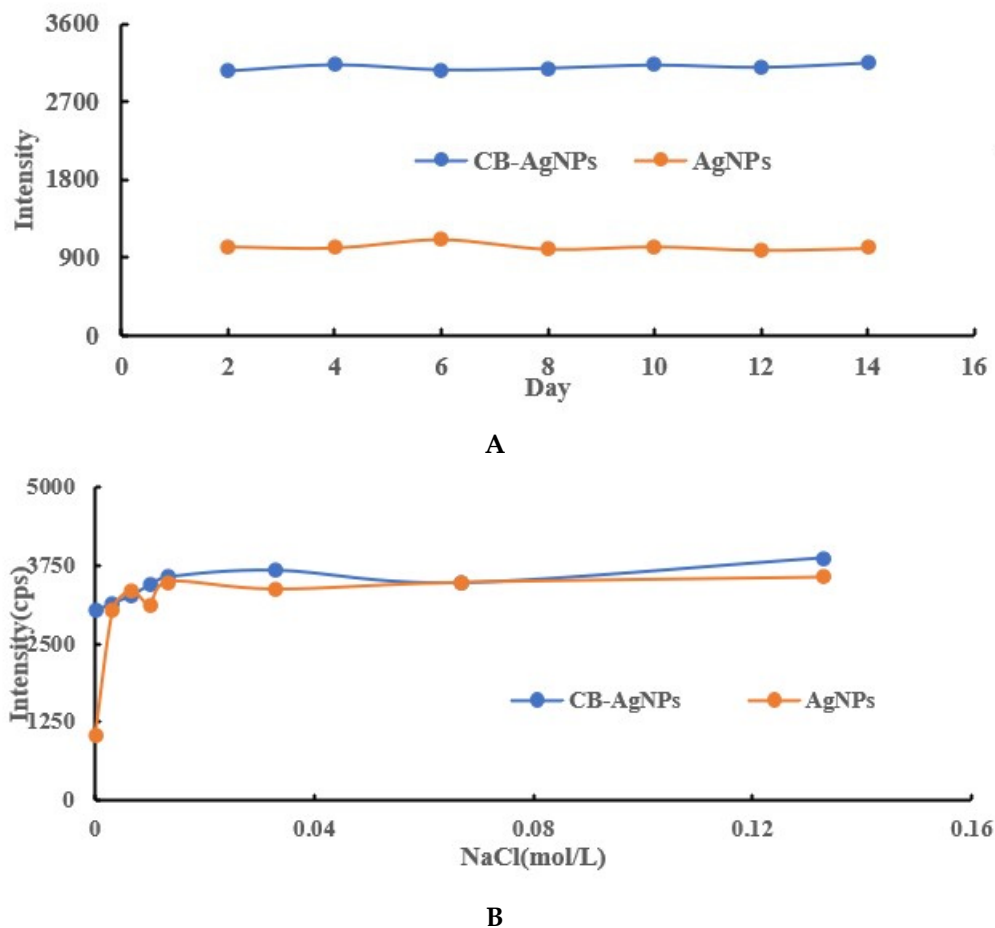 3600
2700
1800
900
0
Intensity
CB-AgNPs AgNPs
0 2 4 6 8 10 12 14 16
Day
A
5000
3750
2500
1250
0
Intensity(cps)
CB-AgNPs AgNPs
0 0.04 0.08 0.12 0.16
NaCl(mol/L)
B